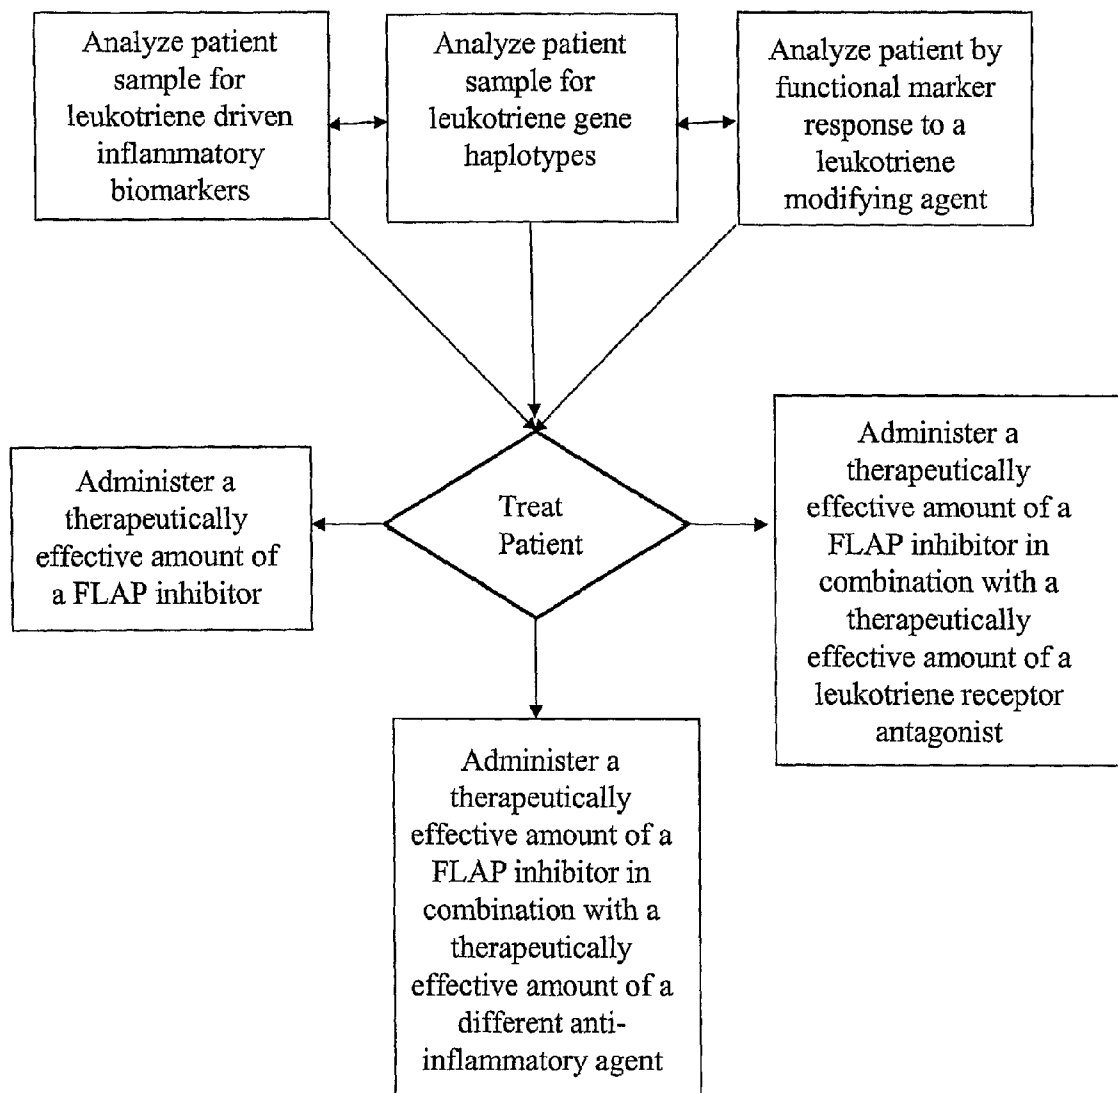 Analyze patient
sample for
leukotriene driven
inflammatory
biomarkers
Analyze patient
sample for
leukotriene gene
haplotypes
Analyze patient by
functional marker
response to a
leukotriene
modifying agent
Administer a
therapeutically
effective amount of
a FLAP inhibitor
Treat
Patient
Administer a
therapeutically
effective amount of a
FLAP inhibitor in
combination with a
therapeutically
effective amount of a
leukotriene receptor
antagonist
Administer a
therapeutically
effective amount of a
FLAP inhibitor in
combination with a
therapeutically
effective amount of a
different anti-
inflammatory agent